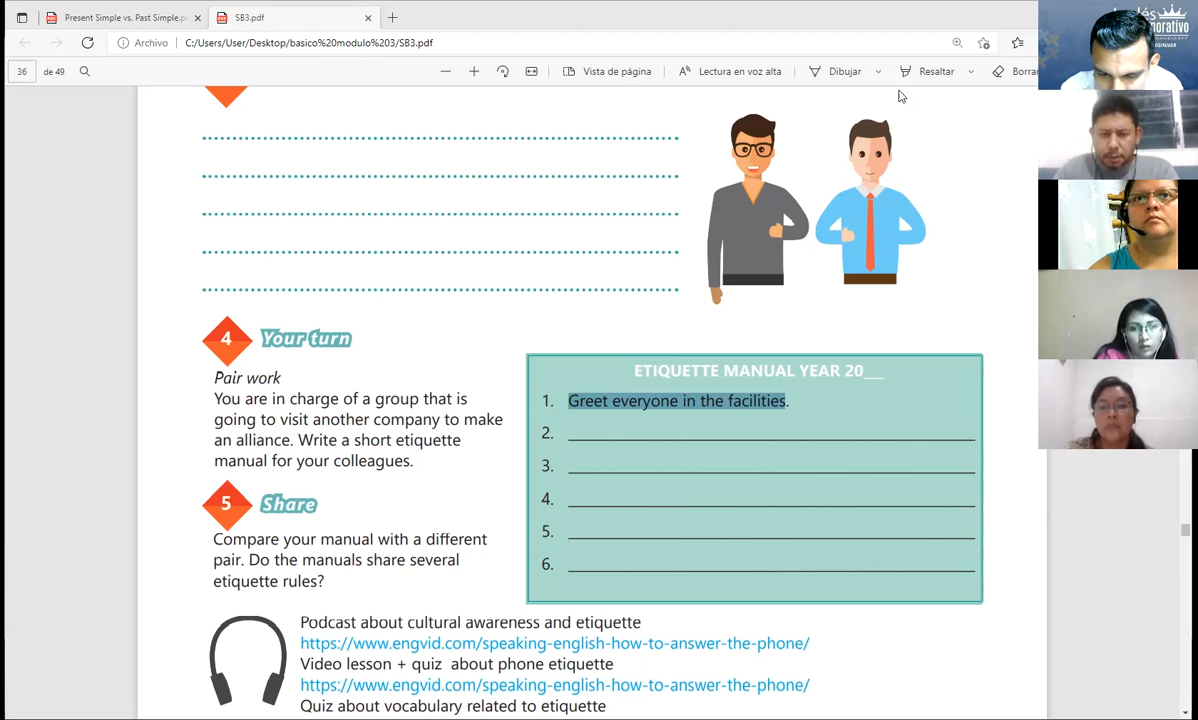 Present Simple vs. Past Simple.p
SB3.pdf
Archivo
C:/Users/User/Desktop/basico%20modulo%203/SB3.pdf
36 de 49
Vista de página
Lectura en voz alta
Dibujar
Resaltar
Borrar
4 Your turn
Pair work
You are in charge of a group that is
going to visit another company to make
an alliance. Write a short etiquette
manual for your colleagues.
5 Share
Compare your manual with a different
pair. Do the manuals share several
etiquette rules?
ETIQUETTE MANUAL YEAR 20___
1. Greet everyone in the facilities.
2. ______________________
3. ______________________
4. ______________________
5. ______________________
6. ______________________
Podcast about cultural awareness and etiquette
https://www.engvid.com/speaking-english-how-to-answer-the-phone/
Video lesson + quiz about phone etiquette
https://www.engvid.com/speaking-english-how-to-answer-the-phone/
Quiz about vocabulary related to etiquette